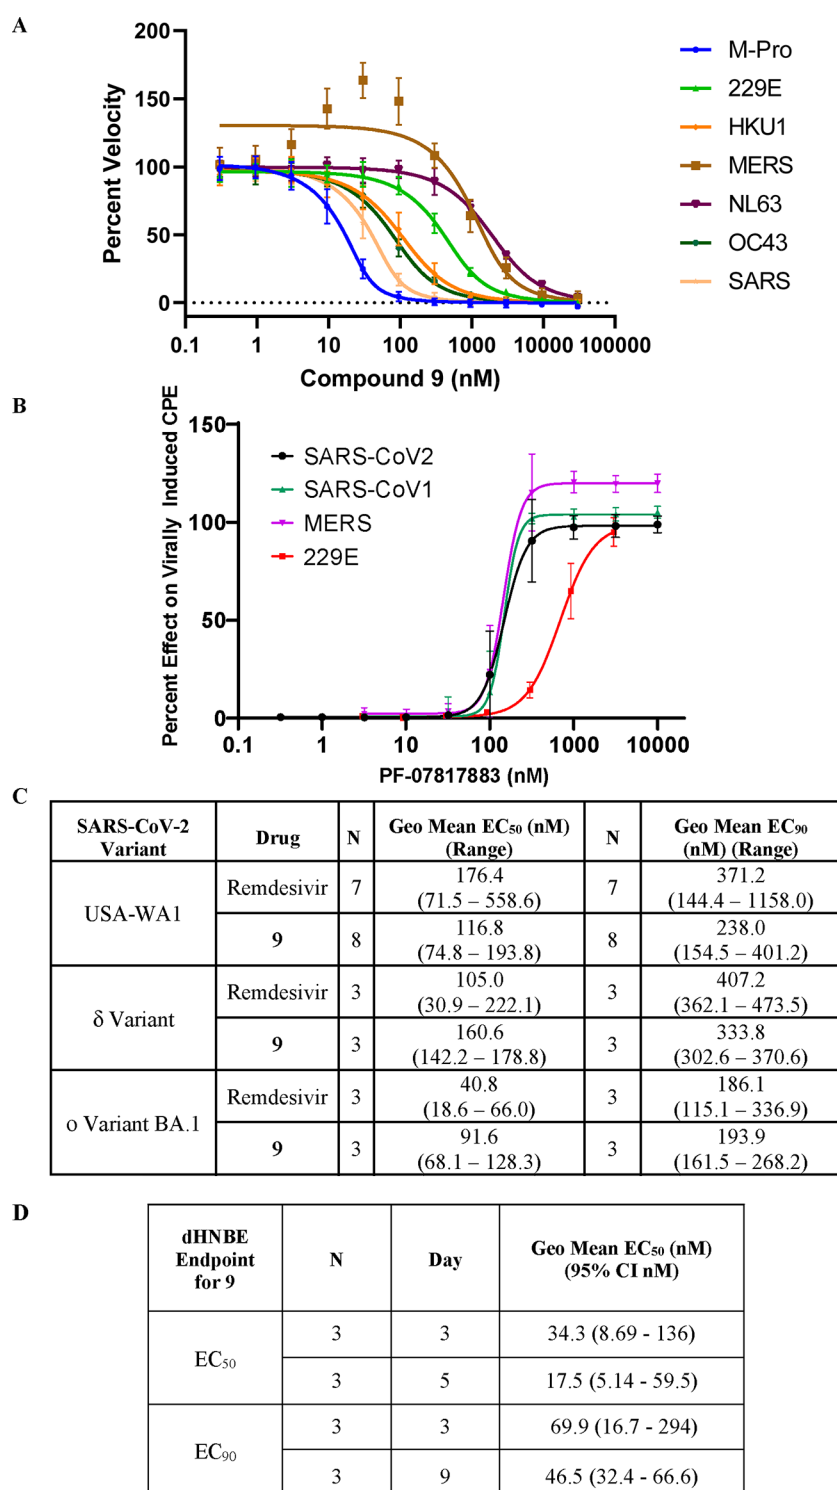 A
200
150
100
50
0
Percent Velocity
0.1 1 10 100 1000 10000 100000
Compound 9 (nM)
M-Pro
229E
HKU1
MERS
NL63
OC43
SARS
B
150
100
50
0
Percent Effect on Virally Induced CPE
SARS-CoV2
SARS-CoV1
MERS
229E
0.1 1 10 100 1000 10000
PF-07817883 (nM)
C
SARS-CoV-2 Variant Drug N Geo Mean EC50 (nM) (Range) N Geo Mean EC90 (nM) (Range)
USA-WA1
Remdesivir 7 176.4 (71.5 – 558.6) 7 371.2 (144.4 – 1158.0)
9 8 116.8 (74.8 – 193.8) 8 238.0 (154.5 – 401.2)
δ Variant
Remdesivir 3 105.0 (30.9 – 222.1) 3 407.2 (362.1 – 473.5)
9 3 160.6 (142.2 – 178.8) 3 333.8 (302.6 – 370.6)
o Variant BA.1
Remdesivir 3 40.8 (18.6 – 66.0) 3 186.1 (115.1 – 336.9)
9 3 91.6 (68.1 – 128.3) 3 193.9 (161.5 – 268.2)
D
dHNBE Endpoint for 9 N Day Geo Mean EC50 (nM) (95% CI nM)
EC50
3 3 34.3 (8.69 - 136)
3 5 17.5 (5.14 - 59.5)
EC90
3 3 69.9 (16.7 - 294)
3 9 46.5 (32.4 - 66.6)